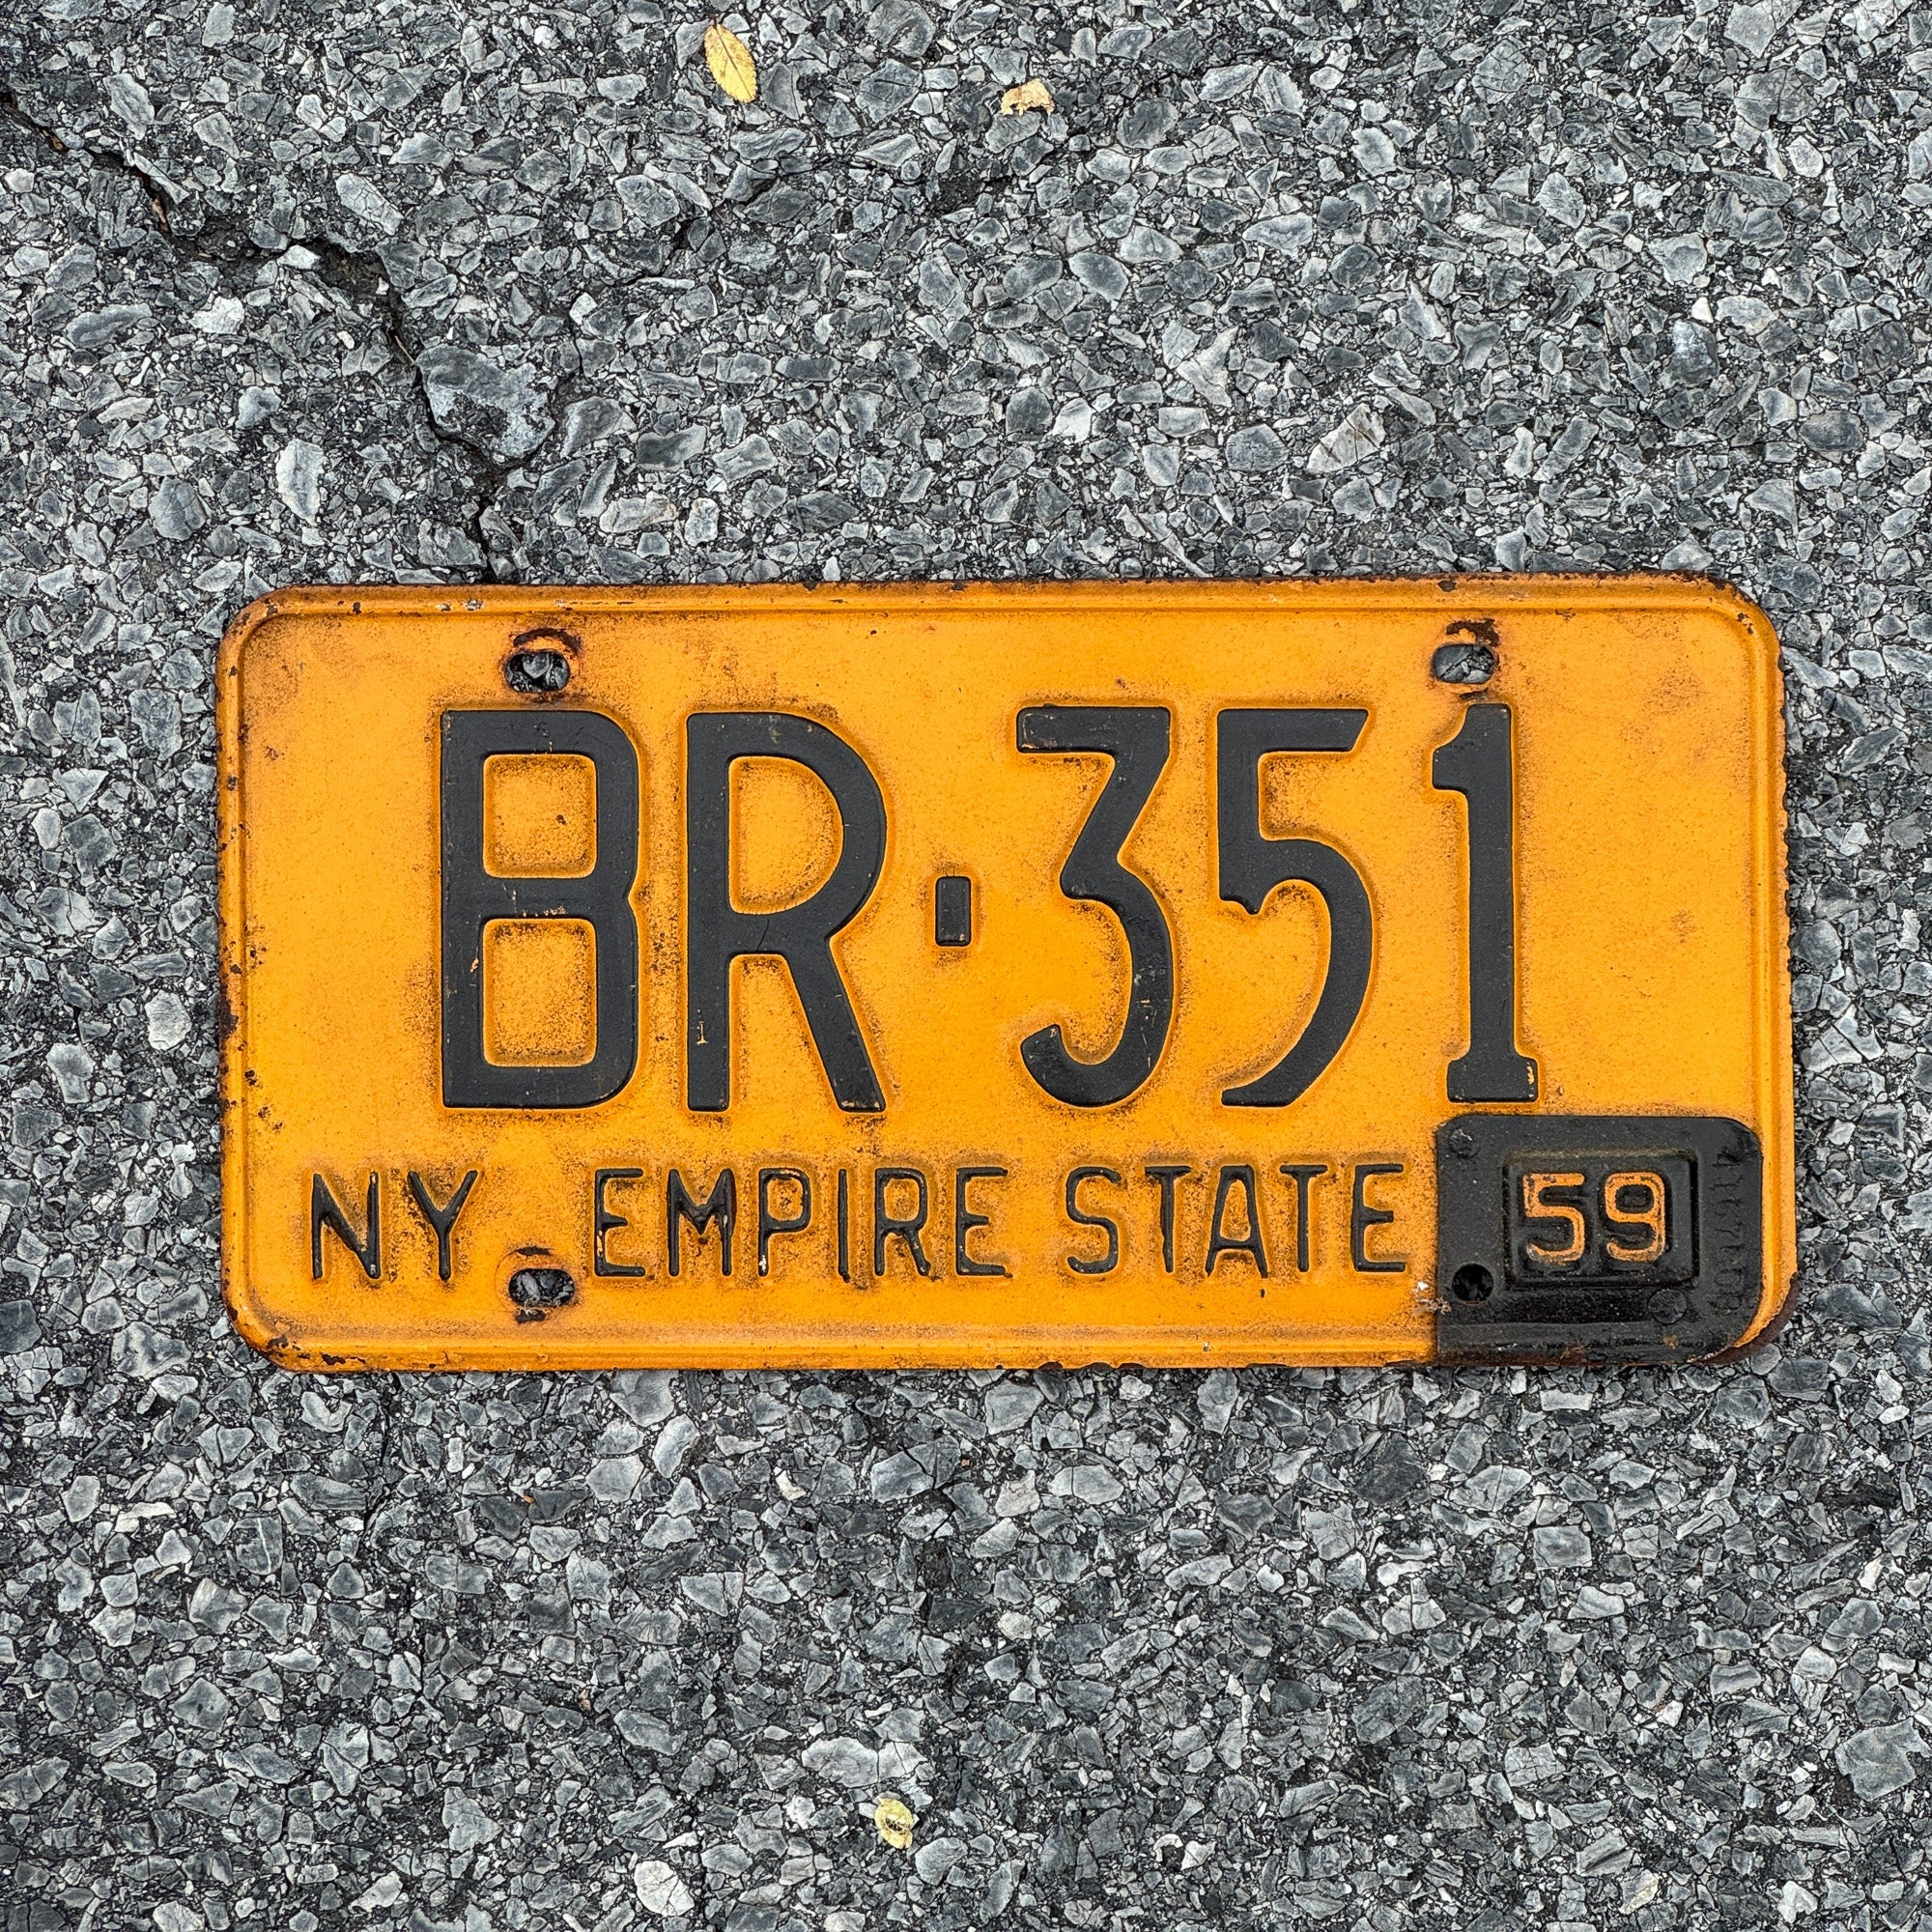 BR-351
NY EMPIRE STATE 59